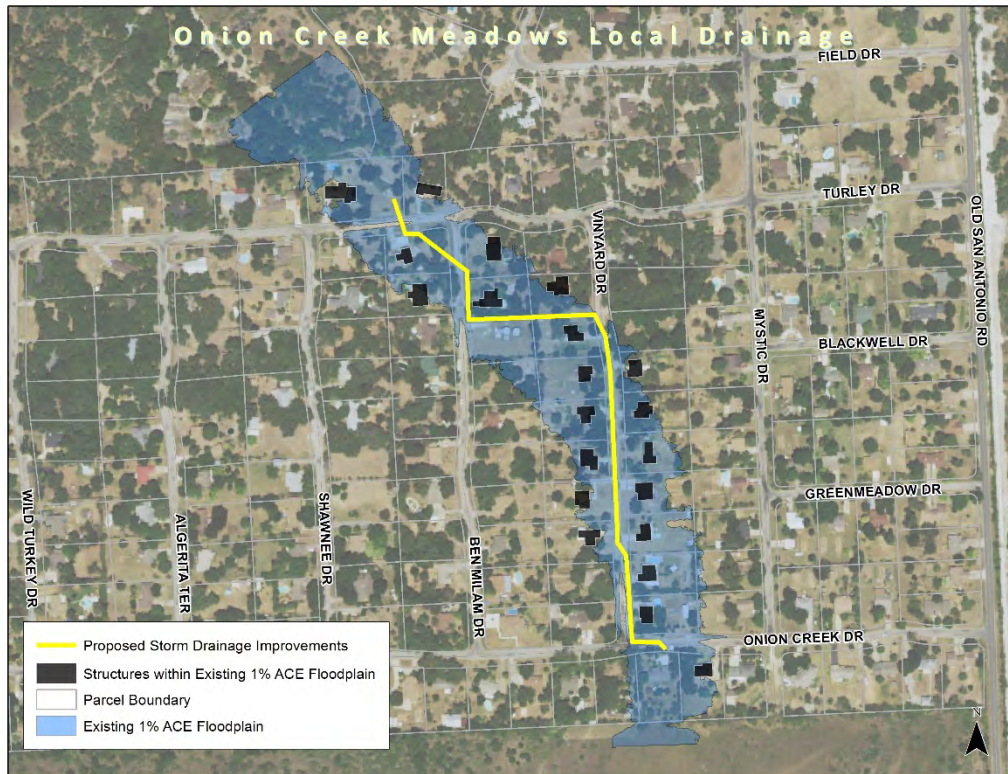 Onion Creek Meadows Local Drainage
FIELD DR
TURLEY DR
OLD SAN ANTONIO RD
VINYARD DR
MYSTIC DR
BLACKWELL DR
GREENMEADOW DR
WILD TURKEY DR
ALGERITA TER
SHAWNEE DR
BEN MILAM DR
ONION CREEK DR
Proposed Storm Drainage Improvements
Structures within Existing 1% ACE Floodplain
Parcel Boundary
Existing 1% ACE Floodplain
N